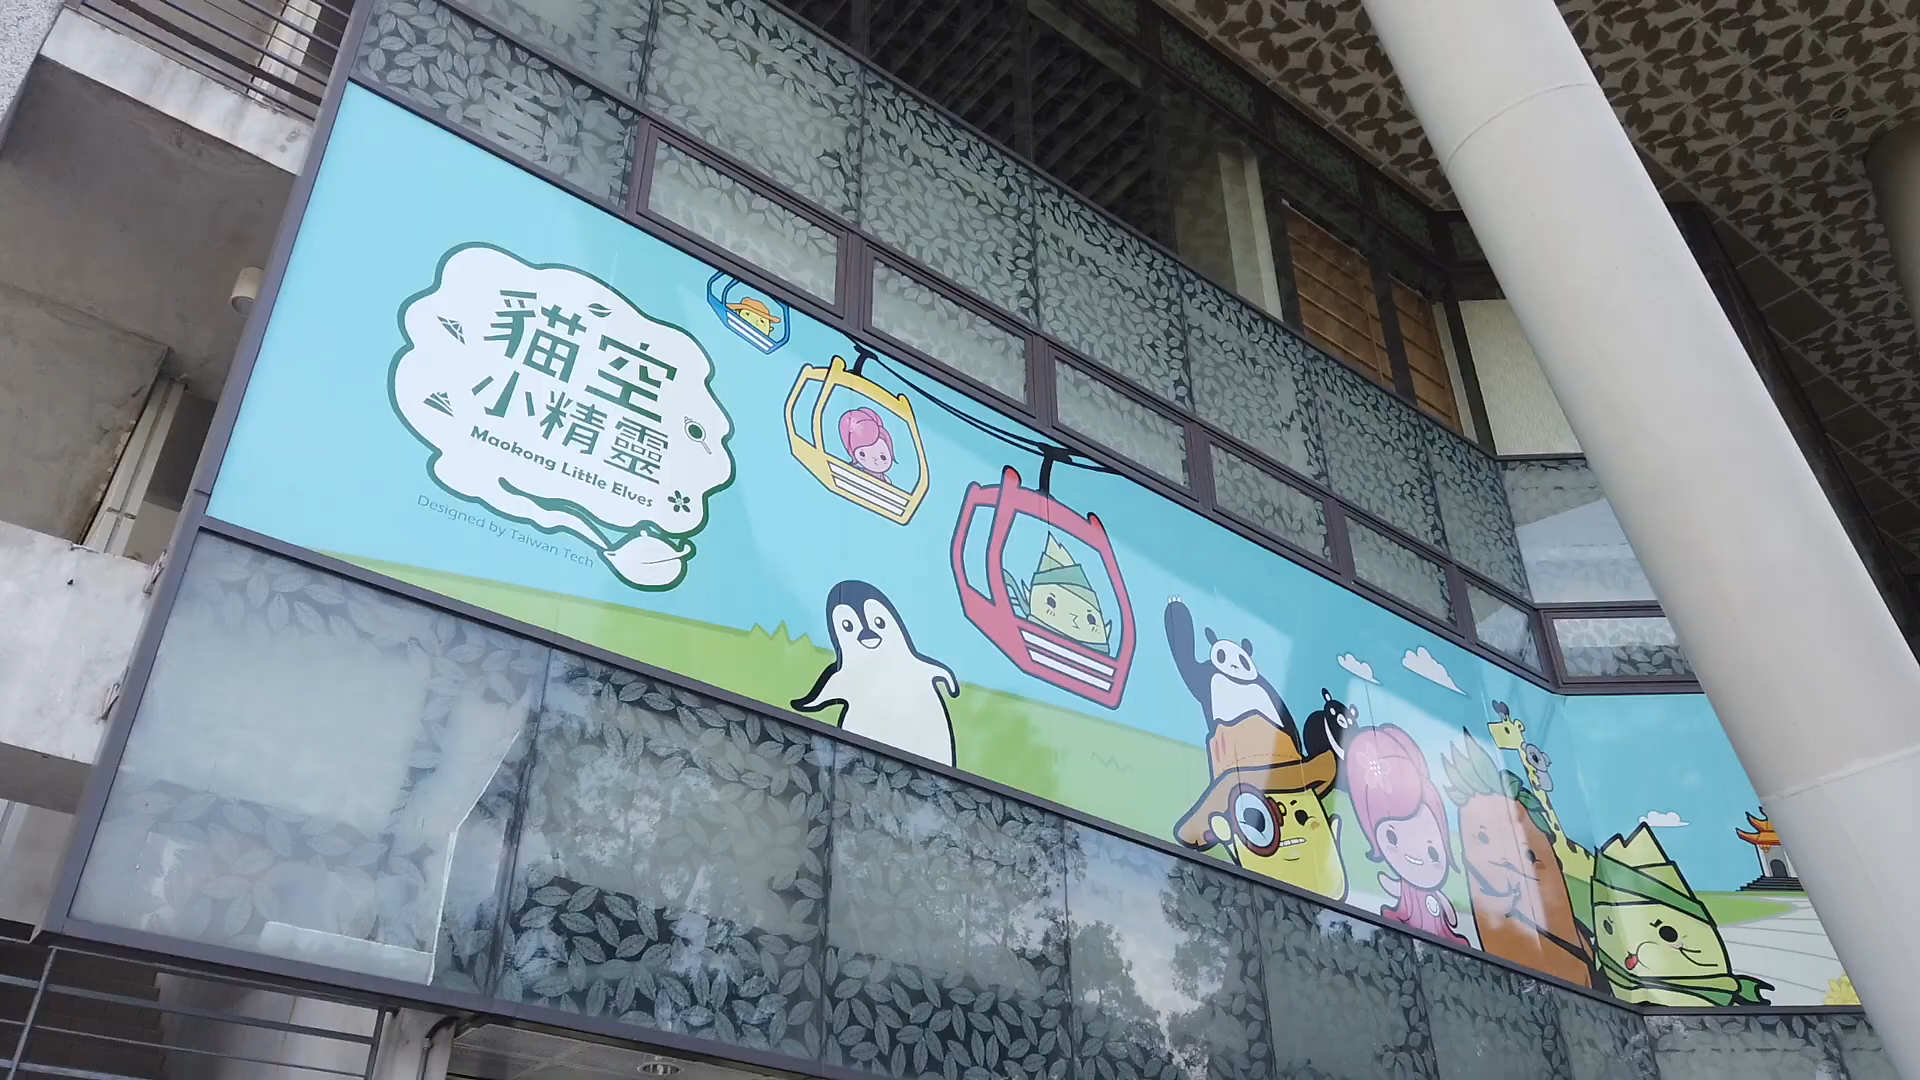 貓空
小精靈
Maokong Little Elves
Designed by Taiwan Tech